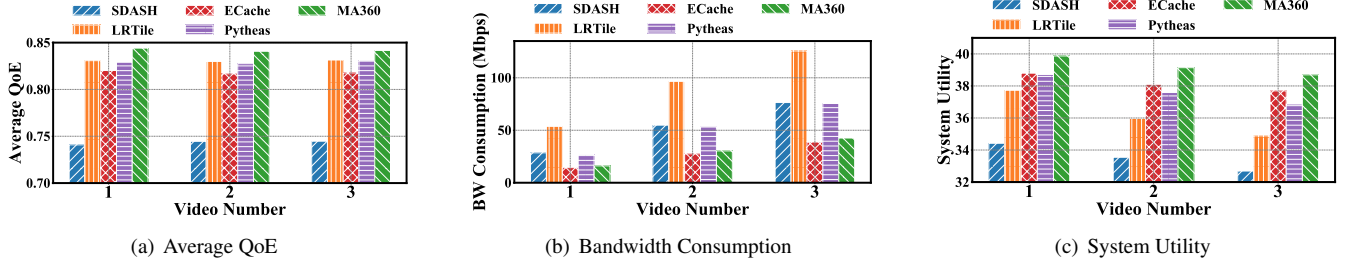 SDASH ECache MA360
LRTile Pytheas
Average QoE
0.85
0.80
0.75
0.70
1 2 3
Video Number
(a) Average QoE
SDASH ECache MA360
LRTile Pytheas
BW Consumption (Mbps)
100
50
0
1 2 3
Video Number
(b) Bandwidth Consumption
SDASH ECache MA360
LRTile Pytheas
System Utility
40
38
36
34
32
1 2 3
Video Number
(c) System Utility